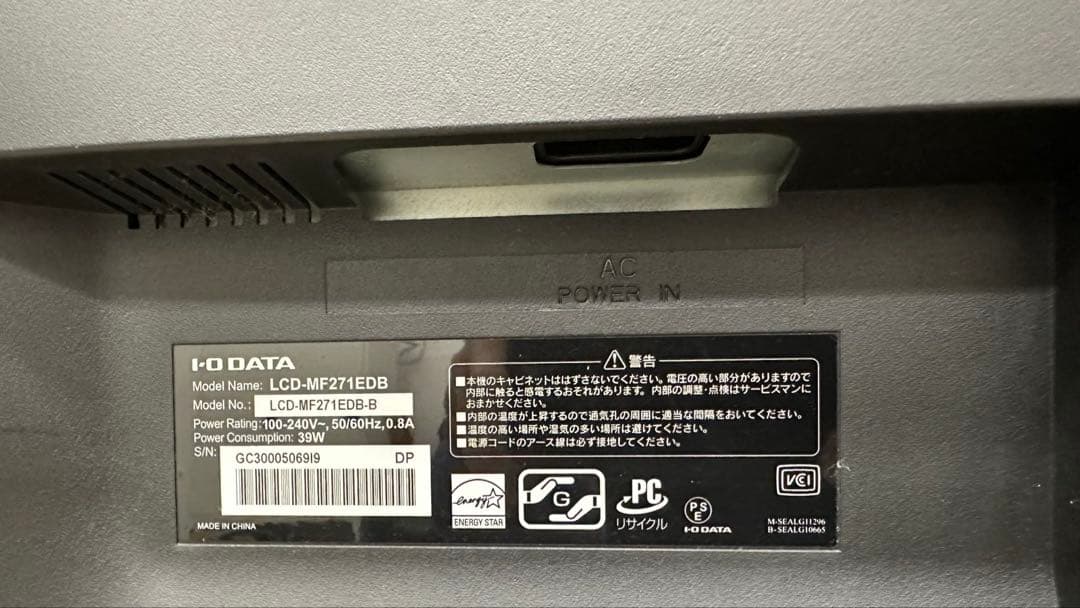 AC
POWER IN
I-O DATA
Model Name: LCD-MF271EDB
Model No.: LCD-MF271EDB-B
Power Rating: 100-240V~, 50/60Hz, 0.8A
Power Consumption: 39W
S/N: GC30005069I9 DP
MADE IN CHINA
警告
■本機のキャビネットははずさないでください。電圧の高い部分がありますので
内部に触ると感電するおそれがあります。内部の調整・点検はサービスマンに
おまかせください。
■内部の温度が上昇するので通気孔の周囲に適当な間隔をおいてください。
■温度の高い場所や湿気の多い場所は避けてください。
■電源コードのアース線は必ず接地してください。
energy
ENERGY STAR
G
PC
リサイクル
PS
E
I-O DATA
VCCI
M-SEALG11296
B-SEALG10665